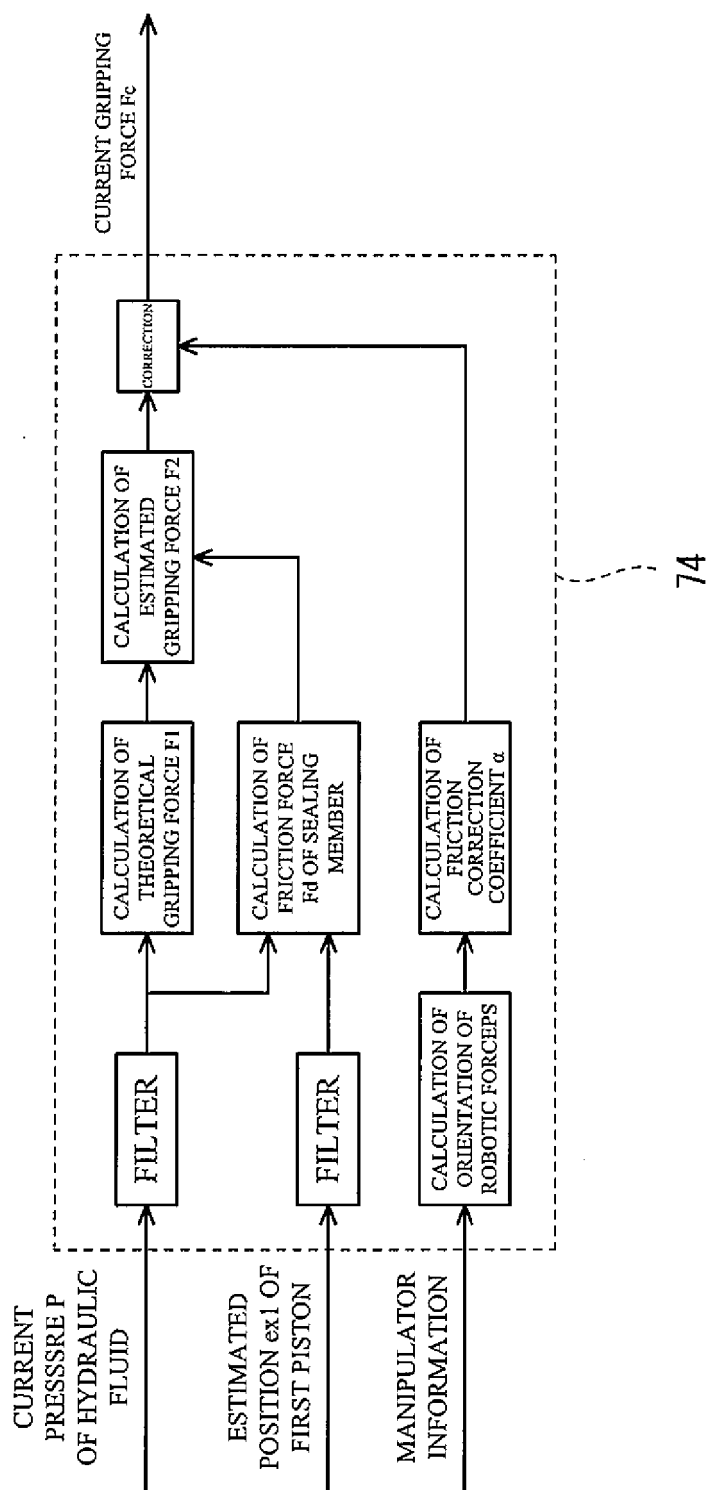 CURRENT
PRESSSRE P
OF HYDRAULIC
FLUID
ESTIMATED
POSITION ex1 OF
FIRST PISTON
MANIPULATOR
INFORMATION
FILTER
FILTER
CALCULATION OF
ORIENTATION OF
ROBOTIC FORCEPS
CALCULATION OF
THEORETICAL
GRIPPING FORCE F1
CALCULATION OF
FRICTION FORCE
Fd OF SEALING
MEMBER
CALCULATION OF
FRICTION
CORRECTION
COEFFICIENT α
CALCULATION OF
ESTIMATED
GRIPPING FORCE F2
CORRECTION
CURRENT GRIPPING
FORCE Fc
74